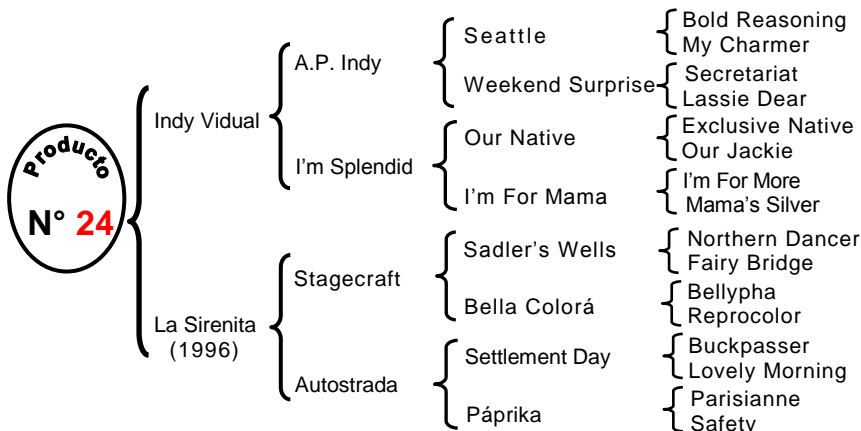 Producto
N° 24
Indy Vidual
La Sirenita
(1996)
A.P. Indy
I'm Splendid
Stagecraft
Autostrada
Seattle
Weekend Surprise
Our Native
I'm For Mama
Sadler's Wells
Bella Colorá
Settlement Day
Páprika
Bold Reasoning
My Charmer
Secretariat
Lassie Dear
Exclusive Native
Our Jackie
I'm For More
Mama's Silver
Northern Dancer
Fairy Bridge
Bellypha
Reprocolor
Buckpasser
Lovely Morning
Parisianne
Safety